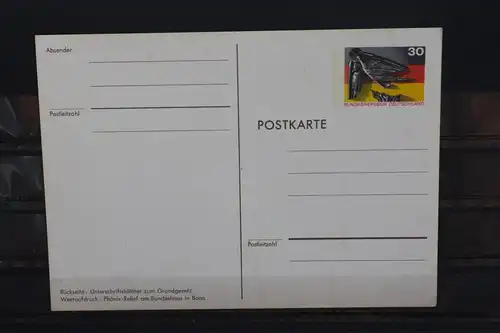 Absender
30
BUNDESREPUBLIK DEUTSCHLAND
Postleitzahl
POSTKARTE
Postleitzahl
Rückseite: Unterschriftsblätter zum Grundgesetz
Wertaufdruck: Phönix-Relief am Bundeshaus in Bonn